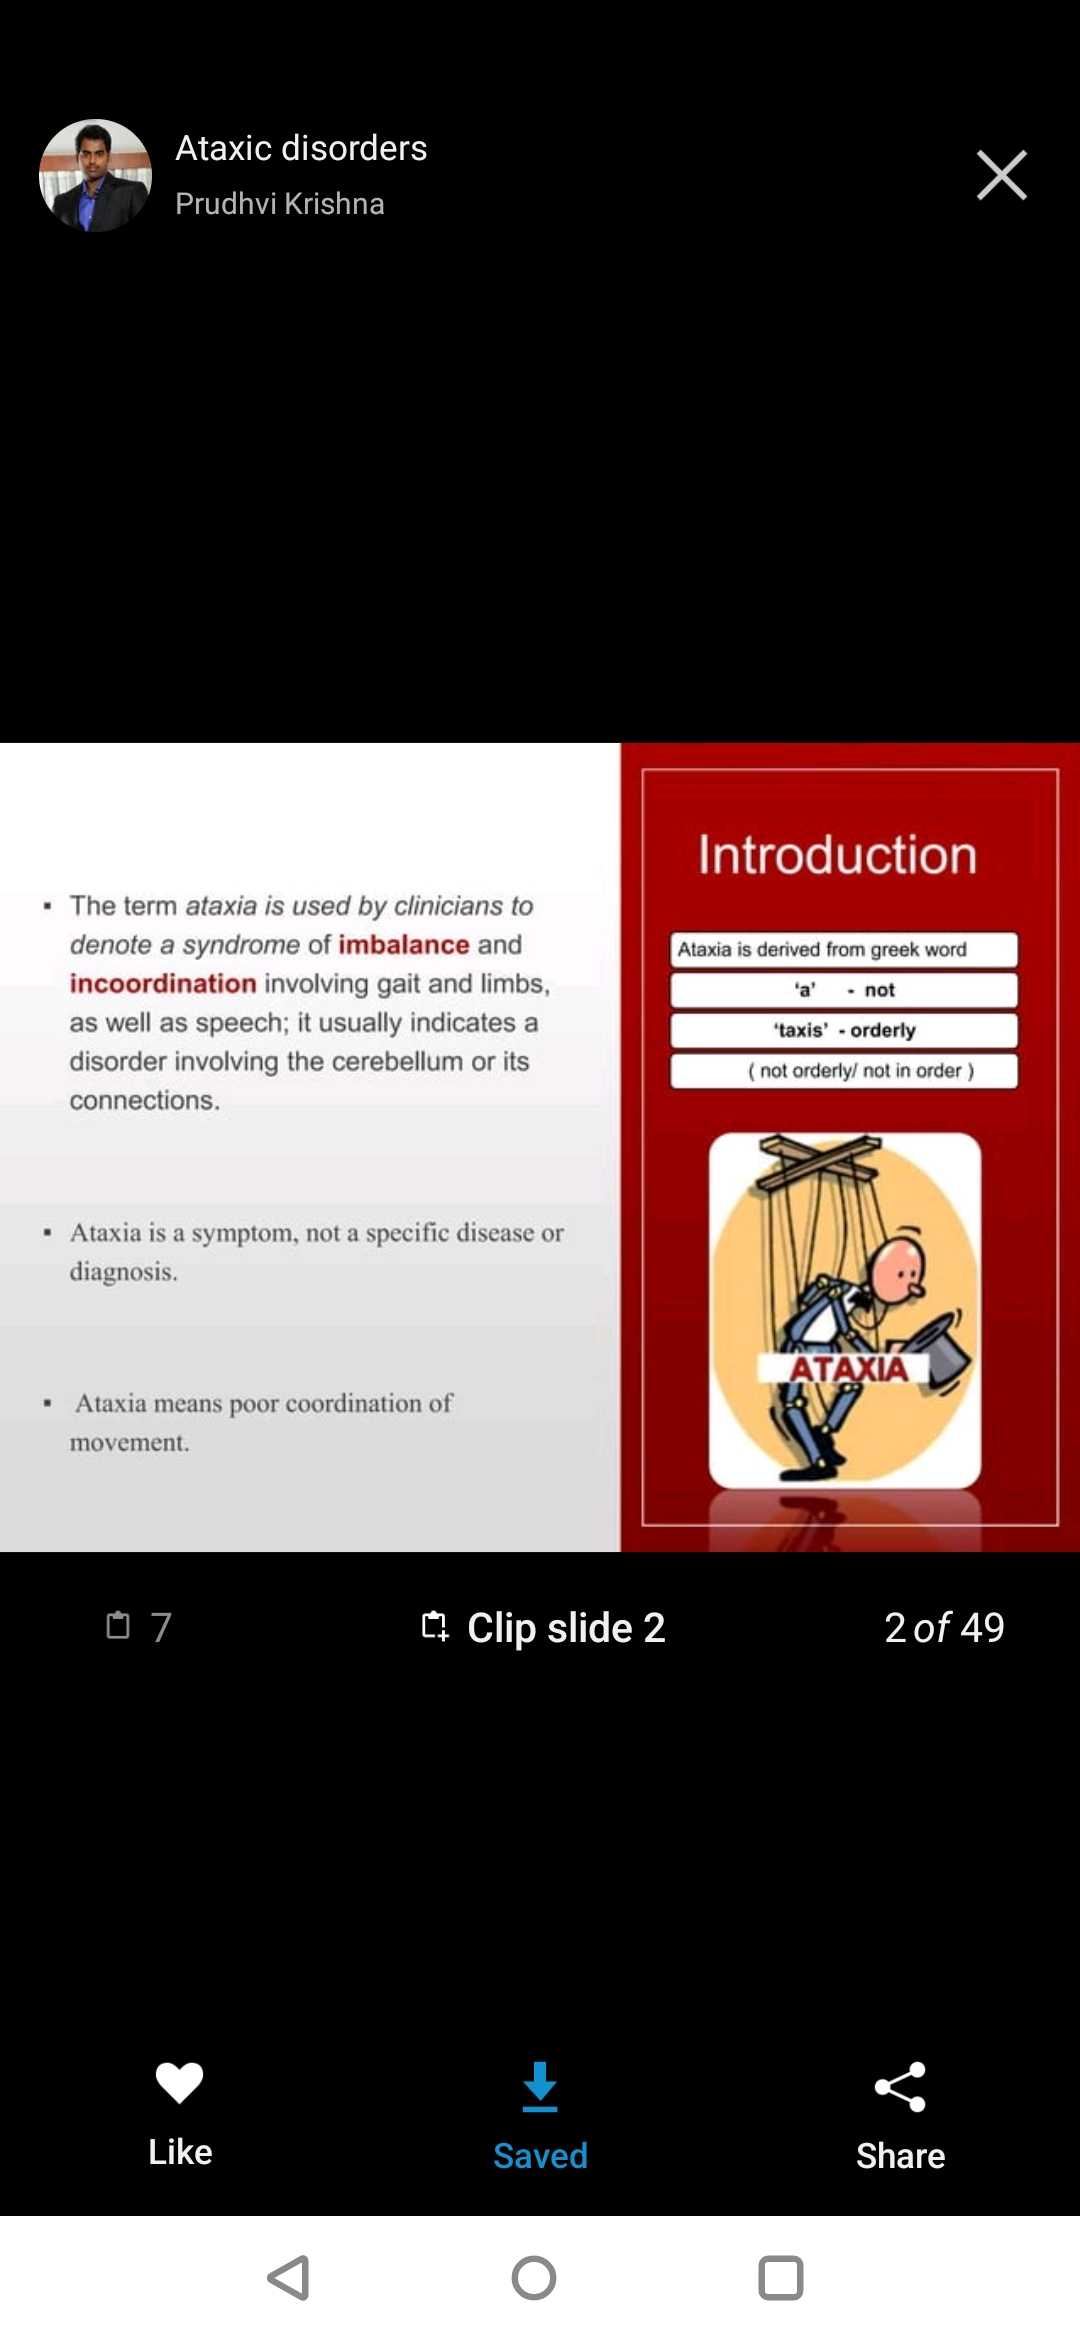 Ataxic disorders
Prudhvi Krishna
▪ The term ataxia is used by clinicians to
denote a syndrome of imbalance and
incoordination involving gait and limbs,
as well as speech; it usually indicates a
disorder involving the cerebellum or its
connections.
▪ Ataxia is a symptom, not a specific disease or
diagnosis.
▪ Ataxia means poor coordination of
movement.
Introduction
Ataxia is derived from greek word
‘a’ - not
‘taxis’ - orderly
( not orderly/ not in order )
ATAXIA
7
Clip slide 2
2 of 49
Like
Saved
Share